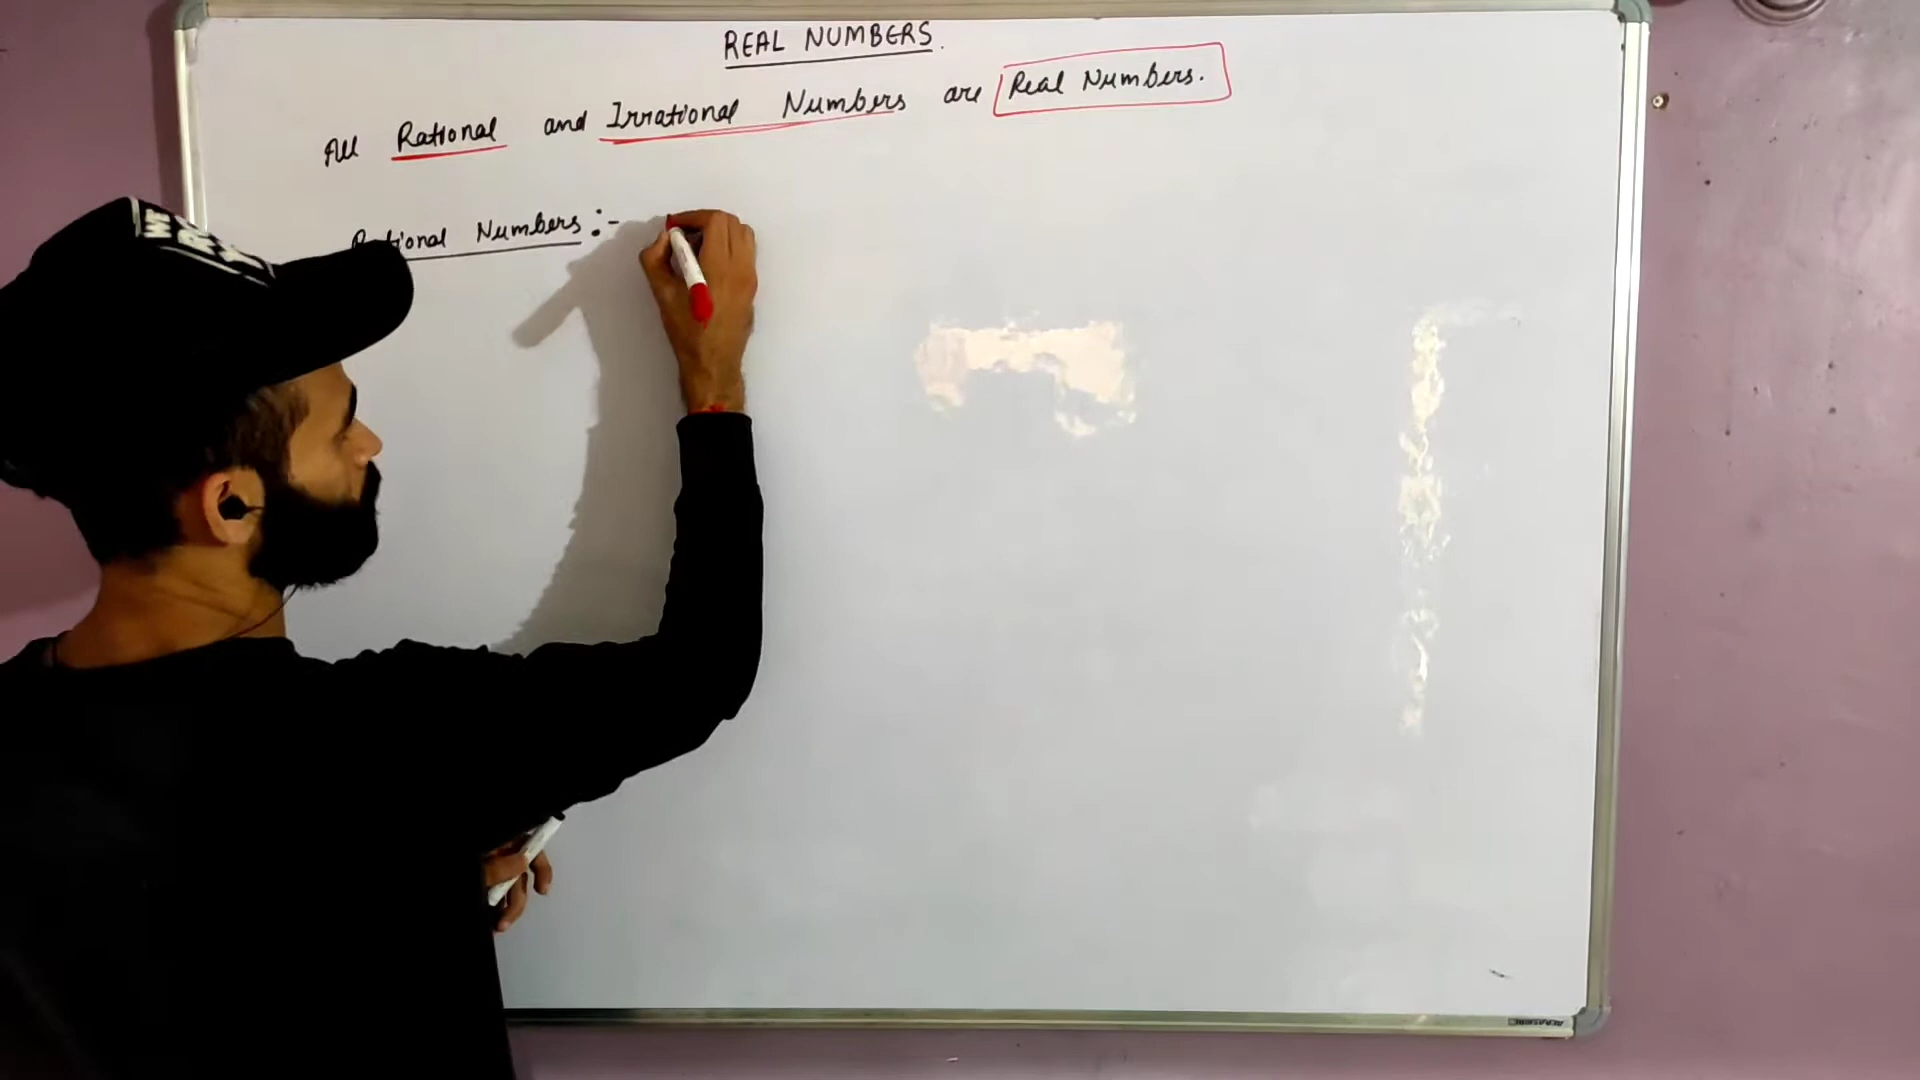 REAL NUMBERS.
All Rational and Irrational Numbers are Real Numbers.
Rational Numbers :-